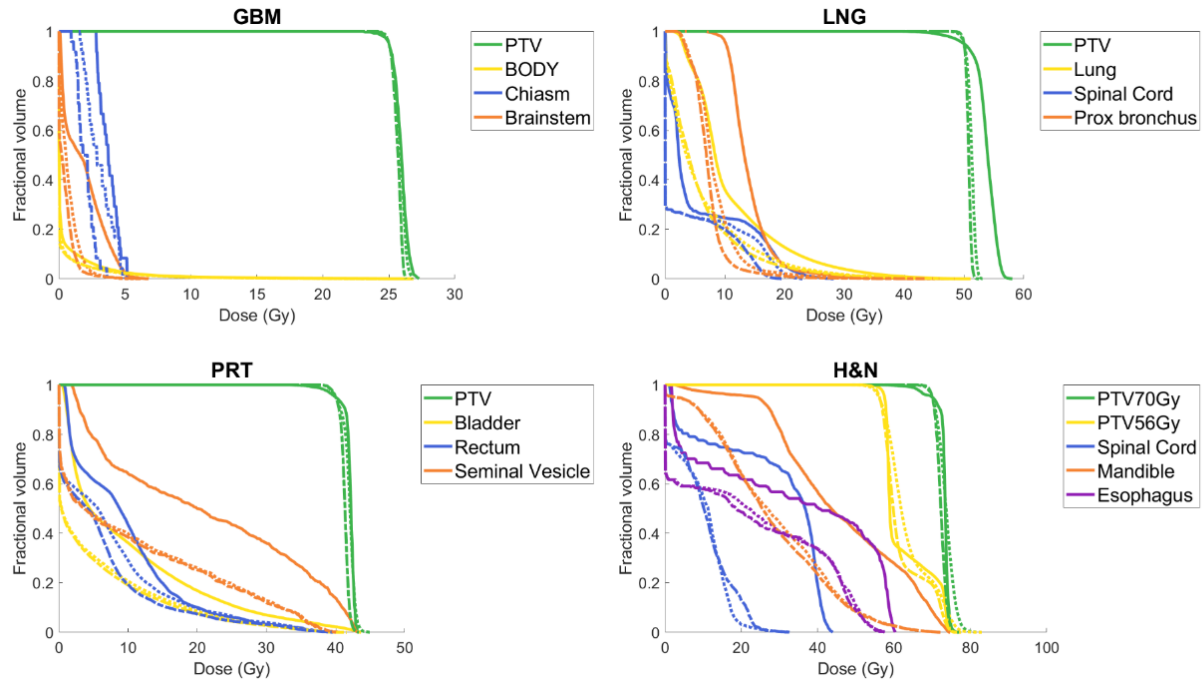 GBM
1
0.8
0.6
0.4
0.2
0
Fractional volume
0 5 10 15 20 25 30
Dose (Gy)
PTV
BODY
Chiasm
Brainstem
LNG
1
0.8
0.6
0.4
0.2
0
Fractional volume
0 10 20 30 40 50 60
Dose (Gy)
PTV
Lung
Spinal Cord
Prox bronchus
PRT
1
0.8
0.6
0.4
0.2
0
Fractional volume
0 10 20 30 40 50
Dose (Gy)
PTV
Bladder
Rectum
Seminal Vesicle
H&N
1
0.8
0.6
0.4
0.2
0
Fractional volume
0 20 40 60 80 100
Dose (Gy)
PTV70Gy
PTV56Gy
Spinal Cord
Mandible
Esophagus